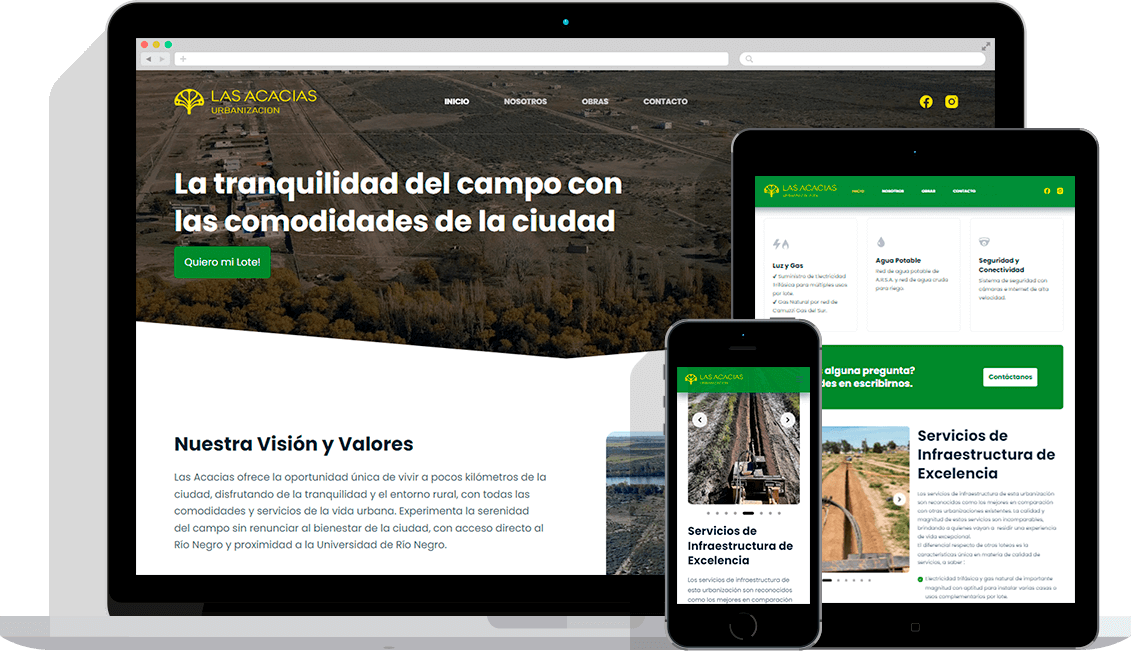 LAS ACACIAS
URBANIZACION
INICIO
NOSOTROS
OBRAS
CONTACTO
La tranquilidad del campo con
las comodidades de la ciudad
Quiero mi Lote!
Nuestra Visión y Valores
Las Acacias ofrece la oportunidad única de vivir a pocos kilómetros de la
ciudad, disfrutando de la tranquilidad y el entorno rural, con todas las
comodidades y servicios de la vida urbana. Experimenta la serenidad
del campo sin renunciar al bienestar de la ciudad, con acceso directo al
Río Negro y proximidad a la Universidad de Río Negro.
LAS ACACIAS
INICIO
NOSOTROS
OBRAS
CONTACTO
Luz y Gas
✓ Suministro de Electricidad
trifásica para múltiples usos
por lote.
✓ Gas Natural por red de
Camuzzi Gas del Sur.
Agua Potable
Red de agua potable de
A.R.S.A. y red de agua cruda
para riego
Seguridad y
Conectividad
Sistema de seguridad con
cámaras e Internet de alta
velocidad.
alguna pregunta?
en escribirnos.
Contáctanos
Servicios de
Infraestructura de
Excelencia
Los servicios de infraestructura de esta urbanización
son reconocidos como los mejores en comparación
con otras urbanizaciones existentes. La calidad y
magnitud de estos servicios son incomparables,
brindando a quienes vayan a residir una experiencia
de vida excepcional.
El diferencial respecto de otros loteos es la
características única en materia de calidad de
servicios, a saber :
Electricidad trifásica y gas natural de importante
magnitud con aptitud para instalar varias casas o
usos complementarios por lote.
LAS ACACIAS
Servicios de
Infraestructura de
Excelencia
Los servicios de infraestructura de
esta urbanización son reconocidos
como los mejores en comparación